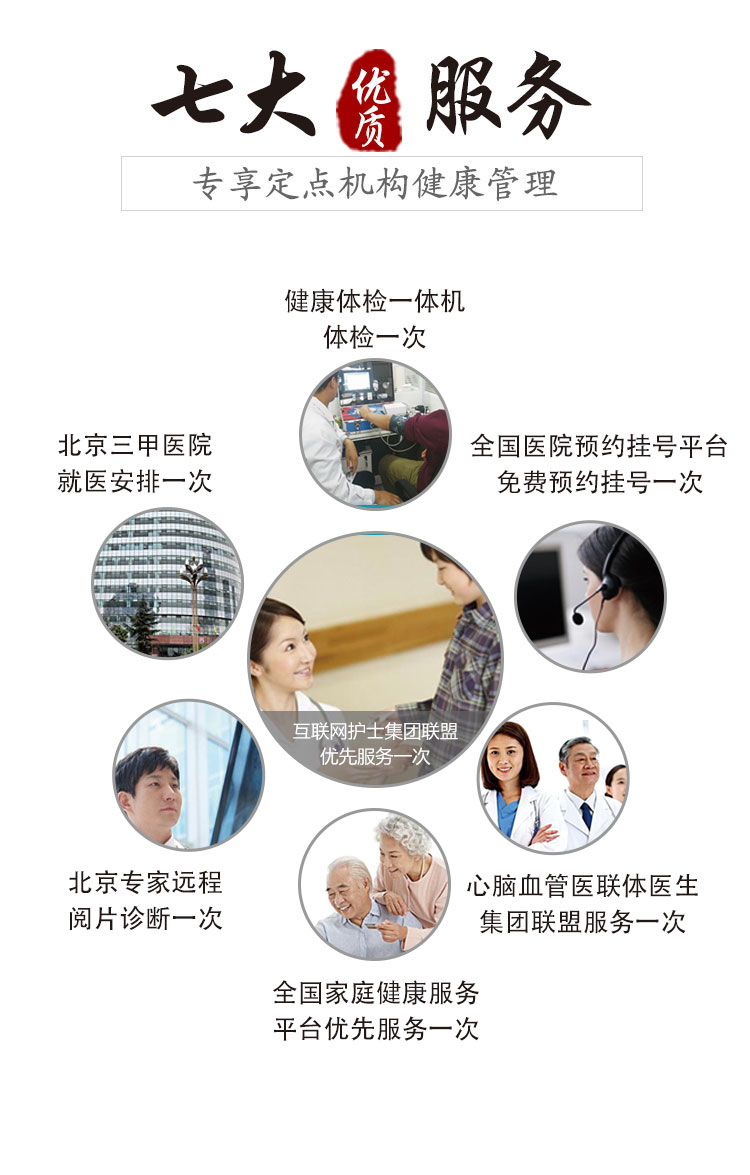 七大优质服务
专享定点机构健康管理
健康体检一体机
体检一次
北京三甲医院
就医安排一次
全国医院预约挂号平台
免费预约挂号一次
互联网护士集团联盟
优先服务一次
北京专家远程
阅片诊断一次
心脑血管医联体医生
集团联盟服务一次
全国家庭健康服务
平台优先服务一次